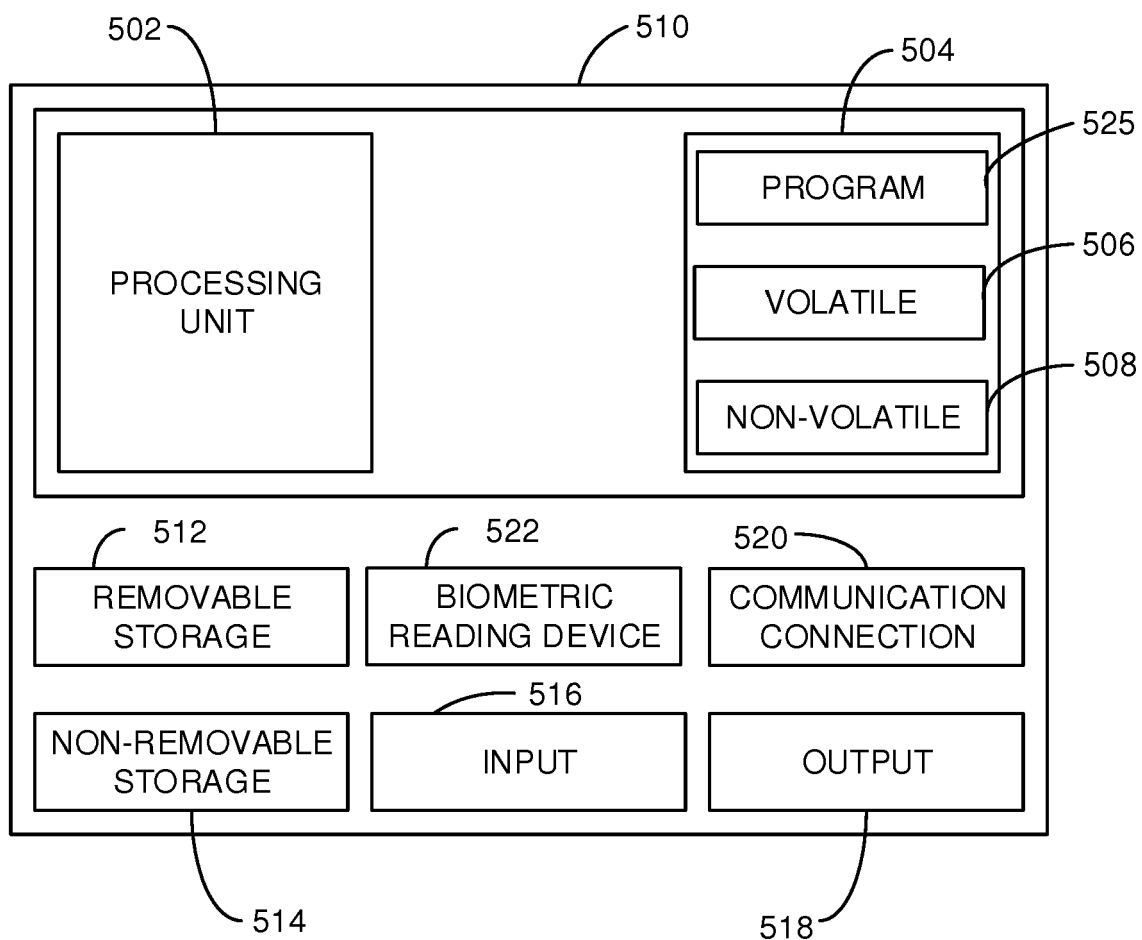 502
510
504
525
PROGRAM
506
PROCESSING
UNIT
VOLATILE
508
NON-VOLATILE
512
522
520
REMOVABLE
STORAGE
BIOMETRIC
READING DEVICE
COMMUNICATION
CONNECTION
516
NON-REMOVABLE
STORAGE
INPUT
OUTPUT
514
518